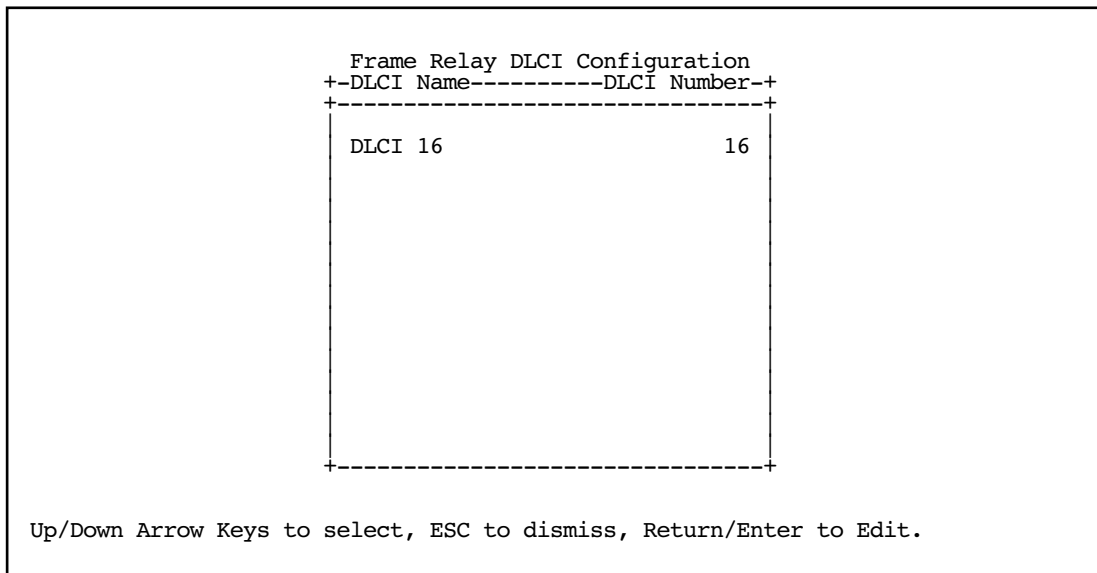 Frame Relay DLCI Configuration
+-DLCI Name----------DLCI Number-+
+--------------------------------+
DLCI 16                     16
+--------------------------------+
Up/Down Arrow Keys to select, ESC to dismiss, Return/Enter to Edit.